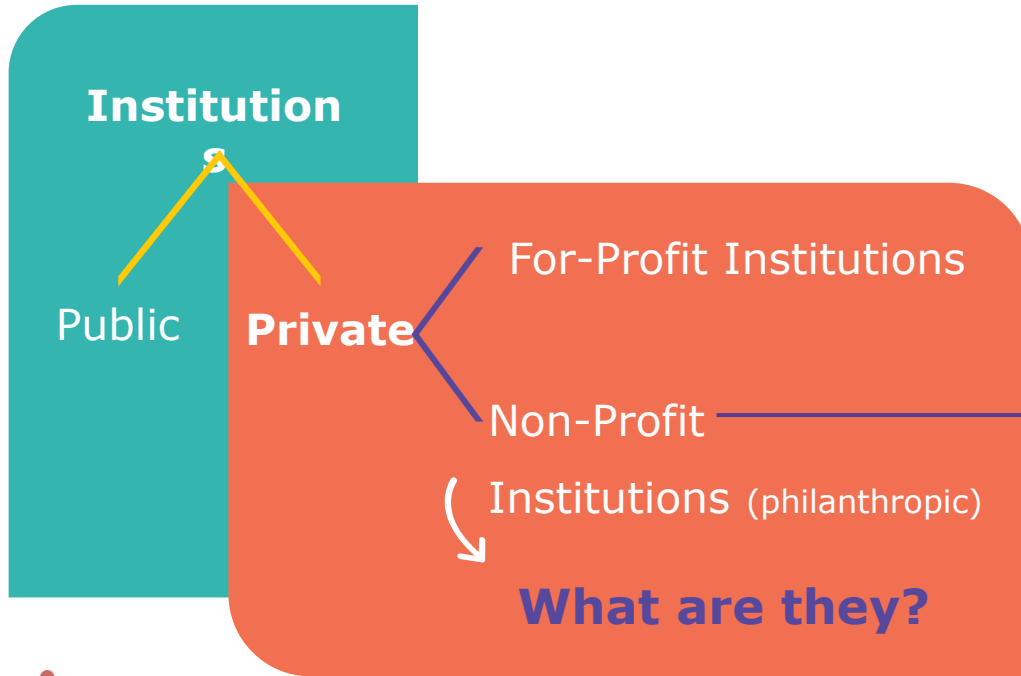 Institution
s
Public
Private
For-Profit Institutions
Non-Profit
Institutions (philanthropic)
What are they?